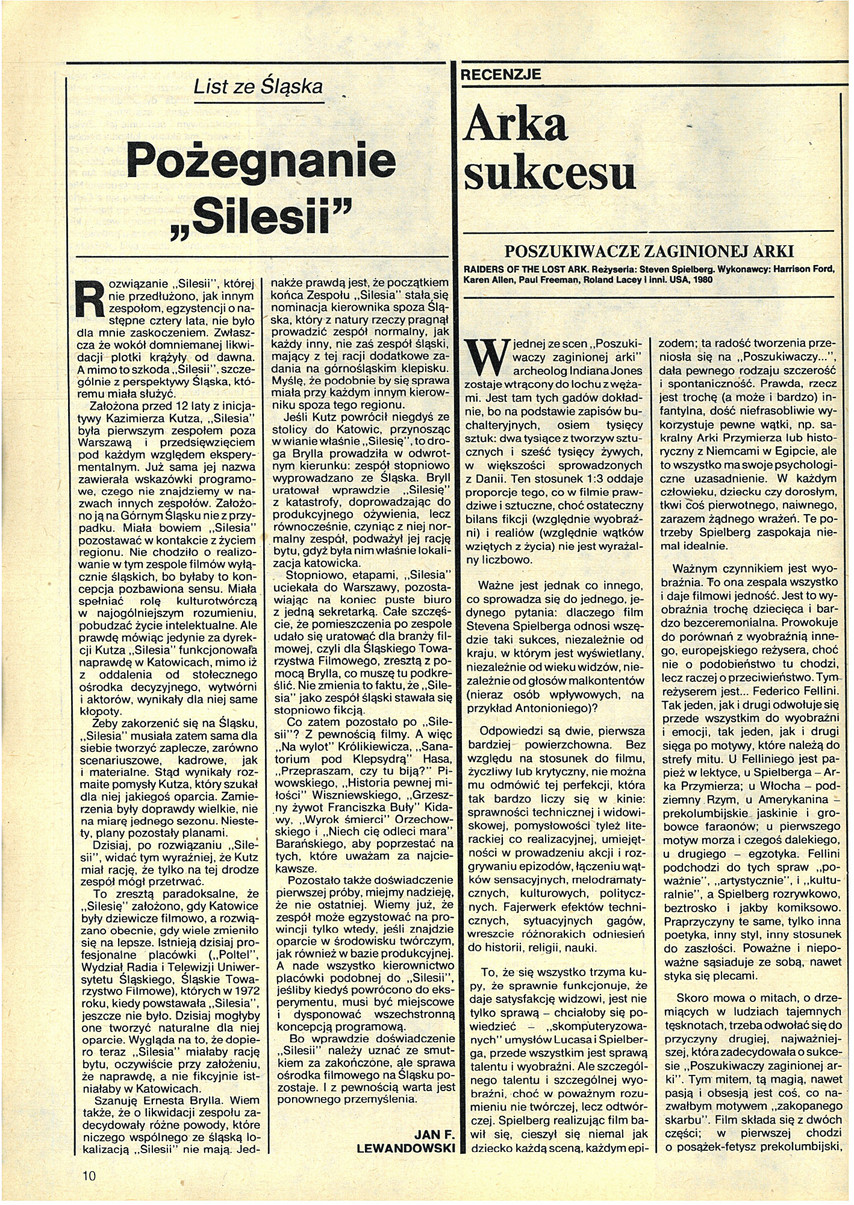 List ze Śląska
Pożegnanie
„Silesii”
Rozwiązanie „Silesii”, której
nie przedłużono, jak innym
zespołom, egzystencji o na-
stępne cztery lata, nie było
dla mnie zaskoczeniem. Zwłasz-
cza że wokół domniemanej likwi-
dacji plotki krążyły od dawna.
A mimo to szkoda „Silesii”, szcze-
gólnie z perspektywy Śląska, któ-
remu miała służyć.
Założona przed 12 laty z inicja-
tywy Kazimierza Kutza, „Silesia”
była pierwszym zespołem poza
Warszawą i przedsięwzięciem
pod każdym względem ekspery-
mentalnym. Już sama jej nazwa
zawierała wskazówki programo-
we, czego nie znajdziemy w na-
zwach innych zespołów. Założo-
no ją na Górnym Śląsku nie z przy-
padku. Miała bowiem „Silesia”
pozostawać w kontakcie z życiem
regionu. Nie chodziło o realizo-
wanie w tym zespole filmów wyłą-
cznie śląskich, bo byłaby to kon-
cepcja pozbawiona sensu. Miała
spełniać rolę kulturotwórczą
w najogólniejszym rozumieniu,
pobudzać życie intelektualne. Ale
prawdę mówiąc jedynie za dyrek-
cji Kutza „Silesia” funkcjonowała
naprawdę w Katowicach, mimo iż
z oddalenia od stołecznego
ośrodka decyzyjnego, wytwórni
i aktorów, wynikały dla niej same
kłopoty.
Żeby zakorzenić się na Śląsku,
„Silesia” musiała zatem sama dla
siebie tworzyć zaplecze, zarówno
scenariuszowe, kadrowe, jak
i materialne. Stąd wynikały roz-
maite pomysły Kutza, który szukał
dla niej jakiegoś oparcia. Zamie-
rzenia były doprawdy wielkie, nie
na miarę jednego sezonu. Nieste-
ty, plany pozostały planami.
Dzisiaj, po rozwiązaniu „Sile-
sii”, widać tym wyraźniej, że Kutz
miał rację, że tylko na tej drodze
zespół mógł przetrwać.
To zresztą paradoksalne, że
„Silesię” założono, gdy Katowice
były dziewicze filmowo, a rozwią-
zano obecnie, gdy wiele zmieniło
się na lepsze. Istnieją dzisiaj pro-
fesjonalne placówki („Poltel”,
Wydział Radia i Telewizji Uniwer-
sytetu Śląskiego, Śląskie Towa-
rzystwo Filmowe), których w 1972
roku, kiedy powstawała „Silesia”,
jeszcze nie było. Dzisiaj mogłyby
one tworzyć naturalne dla niej
oparcie. Wygląda na to, że dopie-
ro teraz „Silesia” miałaby rację
bytu, oczywiście przy założeniu,
że naprawdę, a nie fikcyjnie ist-
niałaby w Katowicach.
Szanuję Ernesta Brylla. Wiem
także, że o likwidacji zespołu za-
decydowały różne powody, które
niczego wspólnego ze śląską lo-
kalizacją „Silesii” nie mają. Jed-
nakże prawdą jest, że początkiem
końca Zespołu „Silesia” stała się
nominacja kierownika spoza Ślą-
ska, który z natury rzeczy pragnął
prowadzić zespół normalny, jak
każdy inny, nie zaś zespół śląski,
mający z tej racji dodatkowe za-
dania na górnośląskim klepisku.
Myślę, że podobnie by się sprawa
miała przy każdym innym kierow-
niku spoza tego regionu.
Jeśli Kutz powrócił niegdyś ze
stolicy do Katowic, przynosząc
w wianie właśnie „Silesię”, to dro-
ga Brylla prowadziła w odwrot-
nym kierunku: zespół stopniowo
wyprowadzano ze Śląska. Bryll
uratował wprawdzie „Silesię”
z katastrofy, doprowadzając do
produkcyjnego ożywienia, lecz
równocześnie, czyniąc z niej nor-
malny zespół, podważył jej rację
bytu, gdyż była nim właśnie lokali-
zacja katowicka.
Stopniowo, etapami, „Silesia”
uciekała do Warszawy, pozosta-
wiając na koniec puste biuro
z jedną sekretarką. Całe szczęś-
cie, że pomieszczenia po zespole
udało się uratować dla branży fil-
mowej, czyli dla Śląskiego Towa-
rzystwa Filmowego, zresztą z po-
mocą Brylla, co muszę tu podkre-
ślić. Nie zmienia to faktu, że „Sile-
sia” jako zespół śląski stawała się
stopniowo fikcją.
Co zatem pozostało po „Sile-
sii”? Z pewnością filmy. A więc
„Na wylot” Królikiewicza, „Sana-
torium pod Klepsydrą” Hasa,
„Przepraszam, czy tu biją?” Pi-
wowskiego, „Historia pewnej mi-
łości” Wiszniewskiego, „Grzesz-
ny żywot Franciszka Buły” Kida-
wy, „Wyrok śmierci” Orzechow-
skiego i „Niech cię odleci mara”
Barańskiego, aby poprzestać na
tych, które uważam za najcie-
kawsze.
Pozostało także doświadczenie
pierwszej próby, miejmy nadzieję,
że nie ostatniej. Wiemy już, że
zespół może egzystować na pro-
wincji tylko wtedy, jeśli znajdzie
oparcie w środowisku twórczym,
jak również w bazie produkcyjnej.
A nade wszystko kierownictwo
placówki podobnej do „Silesii”,
jeśliby kiedyś powrócono do eks-
perymentu, musi być miejscowe
i dysponować wszechstronną
koncepcją programową.
Bo wprawdzie doświadczenie
„Silesii” należy uznać ze smut-
kiem za zakończone, ale sprawa
ośrodka filmowego na Śląsku po-
zostaje. I z pewnością warta jest
ponownego przemyślenia.
JAN F.
LEWANDOWSKI
10
RECENZJE
Arka
sukcesu
POSZUKIWACZE ZAGINIONEJ ARKI
RAIDERS OF THE LOST ARK. Reżyseria: Steven Spielberg. Wykonawcy: Harrison Ford,
Karen Allen, Paul Freeman, Roland Lacey i inni. USA, 1980
W jednej ze scen „Poszuki-
waczy zaginionej arki”
archeolog Indiana Jones
zostaje wtrącony do lochu z węża-
mi. Jest tam tych gadów dokład-
nie, bo na podstawie zapisów bu-
chalteryjnych, osiem tysięcy
sztuk: dwa tysiące z tworzyw sztu-
cznych i sześć tysięcy żywych,
w większości sprowadzonych
z Danii. Ten stosunek 1:3 oddaje
proporcje tego, co w filmie praw-
dziwe i sztuczne, choć ostateczny
bilans fikcji (względnie wyobraź-
ni) i realiów (względnie wątków
wziętych z życia) nie jest wyrażal-
ny liczbowo.
Ważne jest jednak co innego,
co sprowadza się do jednego, je-
dynego pytania: dlaczego film
Stevena Spielberga odnosi wszę-
dzie taki sukces, niezależnie od
kraju, w którym jest wyświetlany,
niezależnie od wieku widzów, nie-
zależnie od głosów malkontentów
(nieraz osób wpływowych, na
przykład Antonioniego)?
Odpowiedzi są dwie, pierwsza
bardziej powierzchowna. Bez
względu na stosunek do filmu,
życzliwy lub krytyczny, nie można
mu odmówić tej perfekcji, która
tak bardzo liczy się w kinie:
sprawności technicznej i widowi-
skowej, pomysłowości tyleż lite-
rackiej co realizacyjnej, umiejęt-
ności w prowadzeniu akcji i roz-
grywaniu epizodów, łączeniu wąt-
ków sensacyjnych, melodramaty-
cznych, kulturowych, politycz-
nych. Fajerwerk efektów techni-
cznych, sytuacyjnych gagów,
wreszcie różnorakich odniesień
do historii, religii, nauki.
To, że się wszystko trzyma ku-
py, że sprawnie funkcjonuje, że
daje satysfakcję widzowi, jest nie
tylko sprawą – chciałoby się po-
wiedzieć – „skomputeryzowa-
nych” umysłów Lucasa i Spielber-
ga, przede wszystkim jest sprawą
talentu i wyobraźni. Ale szczegól-
nego talentu i szczególnej wyo-
braźni, choć w poważnym rozu-
mieniu nie twórczej, lecz odtwór-
czej. Spielberg realizując film ba-
wił się, cieszył się niemal jak
dziecko każdą sceną, każdym epi-
zodem; ta radość tworzenia prze-
niosła się na „Poszukiwaczy...”,
dała pewnego rodzaju szczerość
i spontaniczność. Prawda, rzecz
jest trochę (a może i bardzo) in-
fantylna, dość niefrasobliwie wy-
korzystuje pewne wątki, np. sa-
kralny Arki Przymierza lub histo-
ryczny z Niemcami w Egipcie, ale
to wszystko ma swoje psychologi-
czne uzasadnienie. W każdym
człowieku, dziecku czy dorosłym,
tkwi coś pierwotnego, naiwnego,
zarazem żądnego wrażeń. Te po-
trzeby Spielberg zaspokaja nie-
mal idealnie.
Ważnym czynnikiem jest wyo-
braźnia. To ona zespala wszystko
i daje filmowi jedność. Jest to wy-
obraźnia trochę dziecięca i bar-
dzo bezceremonialna. Prowokuje
do porównań z wyobraźnią inne-
go, europejskiego reżysera, choć
nie o podobieństwo tu chodzi,
lecz raczej o przeciwieństwo. Tym
reżyserem jest... Federico Fellini.
Tak jeden, jak i drugi odwołuje się
przede wszystkim do wyobraźni
i emocji, tak jeden, jak i drugi
sięga po motywy, które należą do
strefy mitu. U Felliniego jest pa-
pież w lektyce, u Spielberga – Ar-
ka Przymierza; u Włocha – pod-
ziemny Rzym, u Amerykanina –
prekolumbijskie jaskinie i gro-
bowce faraonów; u pierwszego
motyw morza i czegoś dalekiego,
u drugiego – egzotyka. Fellini
podchodzi do tych spraw „po-
ważnie”, „artystycznie”, i „kultu-
ralnie”, a Spielberg rozrywkowo,
beztrosko i jakby komiksowo.
Praprzyczyny te same, tylko inna
poetyka, inny styl, inny stosunek
do zaszłości. Poważne i niepo-
ważne sąsiaduje ze sobą, nawet
styka się plecami.
Skoro mowa o mitach, o drze-
miących w ludziach tajemnych
tęsknotach, trzeba odwołać się do
przyczyny drugiej, najważniej-
szej, która zadecydowała o sukce-
sie „Poszukiwaczy zaginionej ar-
ki”. Tym mitem, tą magią, nawet
pasją i obsesją jest coś, co na-
zwałbym motywem „zakopanego
skarbu”. Film składa się z dwóch
części; w pierwszej chodzi
o posążek-fetysz prekolumbijski,